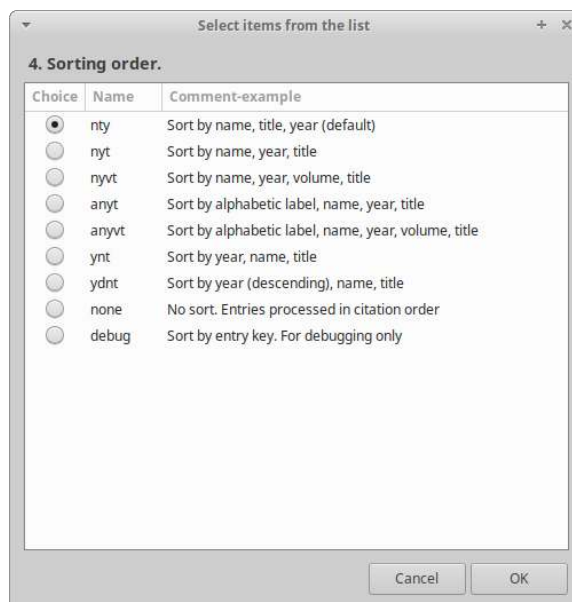 Select items from the list
4. Sorting order.
Choice Name Comment-example
nty Sort by name, title, year (default)
nyt Sort by name, year, title
nyvt Sort by name, year, volume, title
anyt Sort by alphabetic label, name, year, title
anyvt Sort by alphabetic label, name, year, volume, title
ynt Sort by year, name, title
ydnt Sort by year (descending), name, title
none No sort. Entries processed in citation order
debug Sort by entry key. For debugging only
Cancel OK